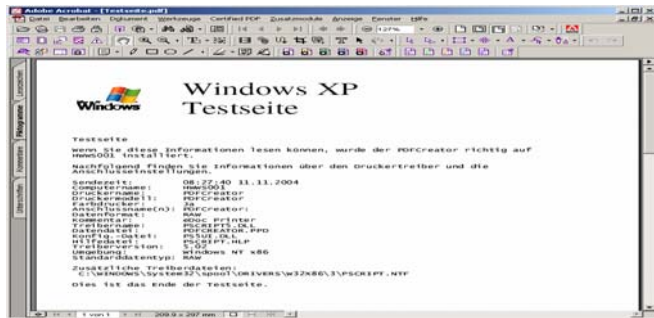 Adobe Acrobat - [Testseite.pdf]
Datei Bearbeiten Dokument Werkzeuge Certified PDF Zusatzmodule Anzeige Fenster Hilfe
127%
Lesezeichen
Piktogramme
Kommentare
Unterschriften
Windows
Windows XP
Testseite
Testseite
Wenn Sie diese Informationen lesen können, wurde der PDFCreator richtig auf
HWWS001 installiert.
Nachfolgend finden Sie Informationen über den Druckertreiber und die
Anschlusseinstellungen.
Sendezeit: 08:27:40 11.11.2004
Computername: HWWS001
Druckername: PDFCreator
Druckermodell: PDFCreator
Farbdrucker: Ja
Anschlussname(n): PDFCreator:
Datenformat: RAW
Kommentar: eDoc Printer
Treibername: PSCRIPT5.DLL
Datendatei: PDFCREATOR.PPD
Konfig.-Datei: PS5UI.DLL
Hilfedatei: PSCRIPT.HLP
Treiberversion: 5.02
Umgebung: Windows NT x86
Standarddatentyp: RAW
Zusätzliche Treiberdateien:
C:\WINDOWS\System32\spool\DRIVERS\W32X86\3\PSCRIPT.NTF
Dies ist das Ende der Testseite.
1 von 1 209.9 x 297 mm